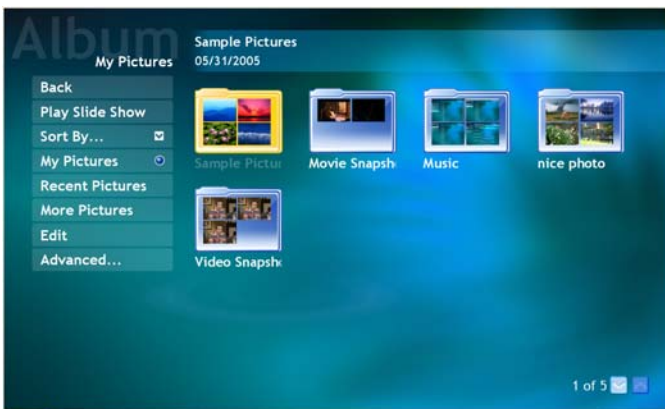 Album
My Pictures
Sample Pictures
05/31/2005
Back
Play Slide Show
Sort By...
My Pictures
Recent Pictures
More Pictures
Edit
Advanced...
Sample Pictur
Movie Snapsh
Music
nice photo
Video Snapsh
1 of 5